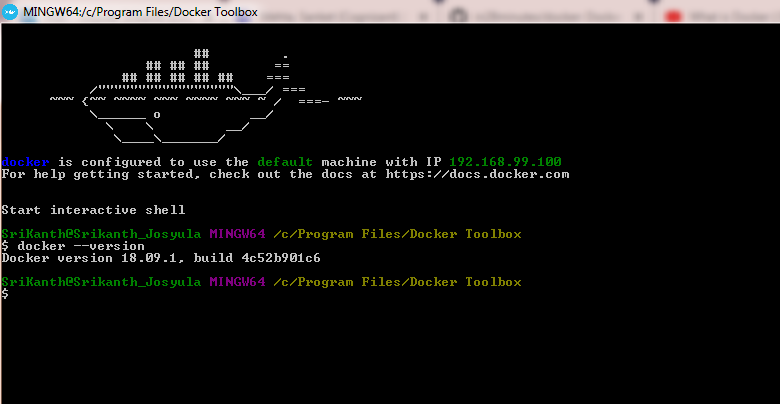 MINGW64:/c/Program Files/Docker Toolbox
                        ##         .
                  ## ## ##        ==
               ## ## ## ## ##    ===
           /"""""""""""""""""\___/ ===
      ~~~ {~~ ~~~~ ~~~ ~~~~ ~~~ ~ /  ===- ~~~
           \______ o           __/
             \    \         __/
              \____\_______/
docker is configured to use the default machine with IP 192.168.99.100
For help getting started, check out the docs at https://docs.docker.com
Start interactive shell
SriKanth@Srikanth_Josyula MINGW64 /c/Program Files/Docker Toolbox
$ docker --version
Docker version 18.09.1, build 4c52b901c6
SriKanth@Srikanth_Josyula MINGW64 /c/Program Files/Docker Toolbox
$